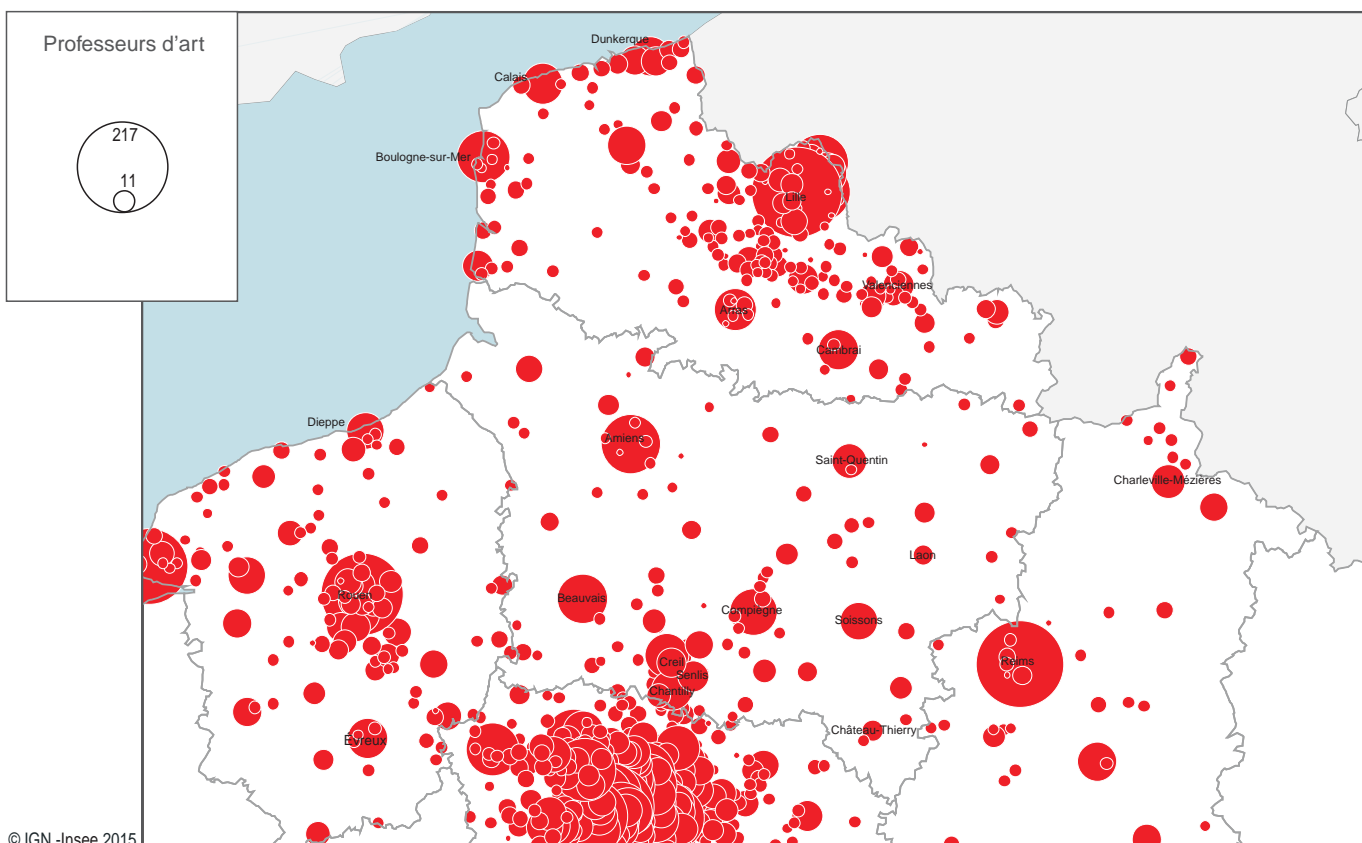 Professeurs d'art
217
11
Dunkerque
Calais
Boulogne-sur-Mer
Lille
Valenciennes
Arras
Cambrai
Dieppe
Amiens
Saint-Quentin
Charleville-Mézières
Laon
Rouen
Beauvais
Compiègne
Soissons
Creil
Reims
Senlis
Chantilly
Château-Thierry
Evreux
© IGN -Insee 2015